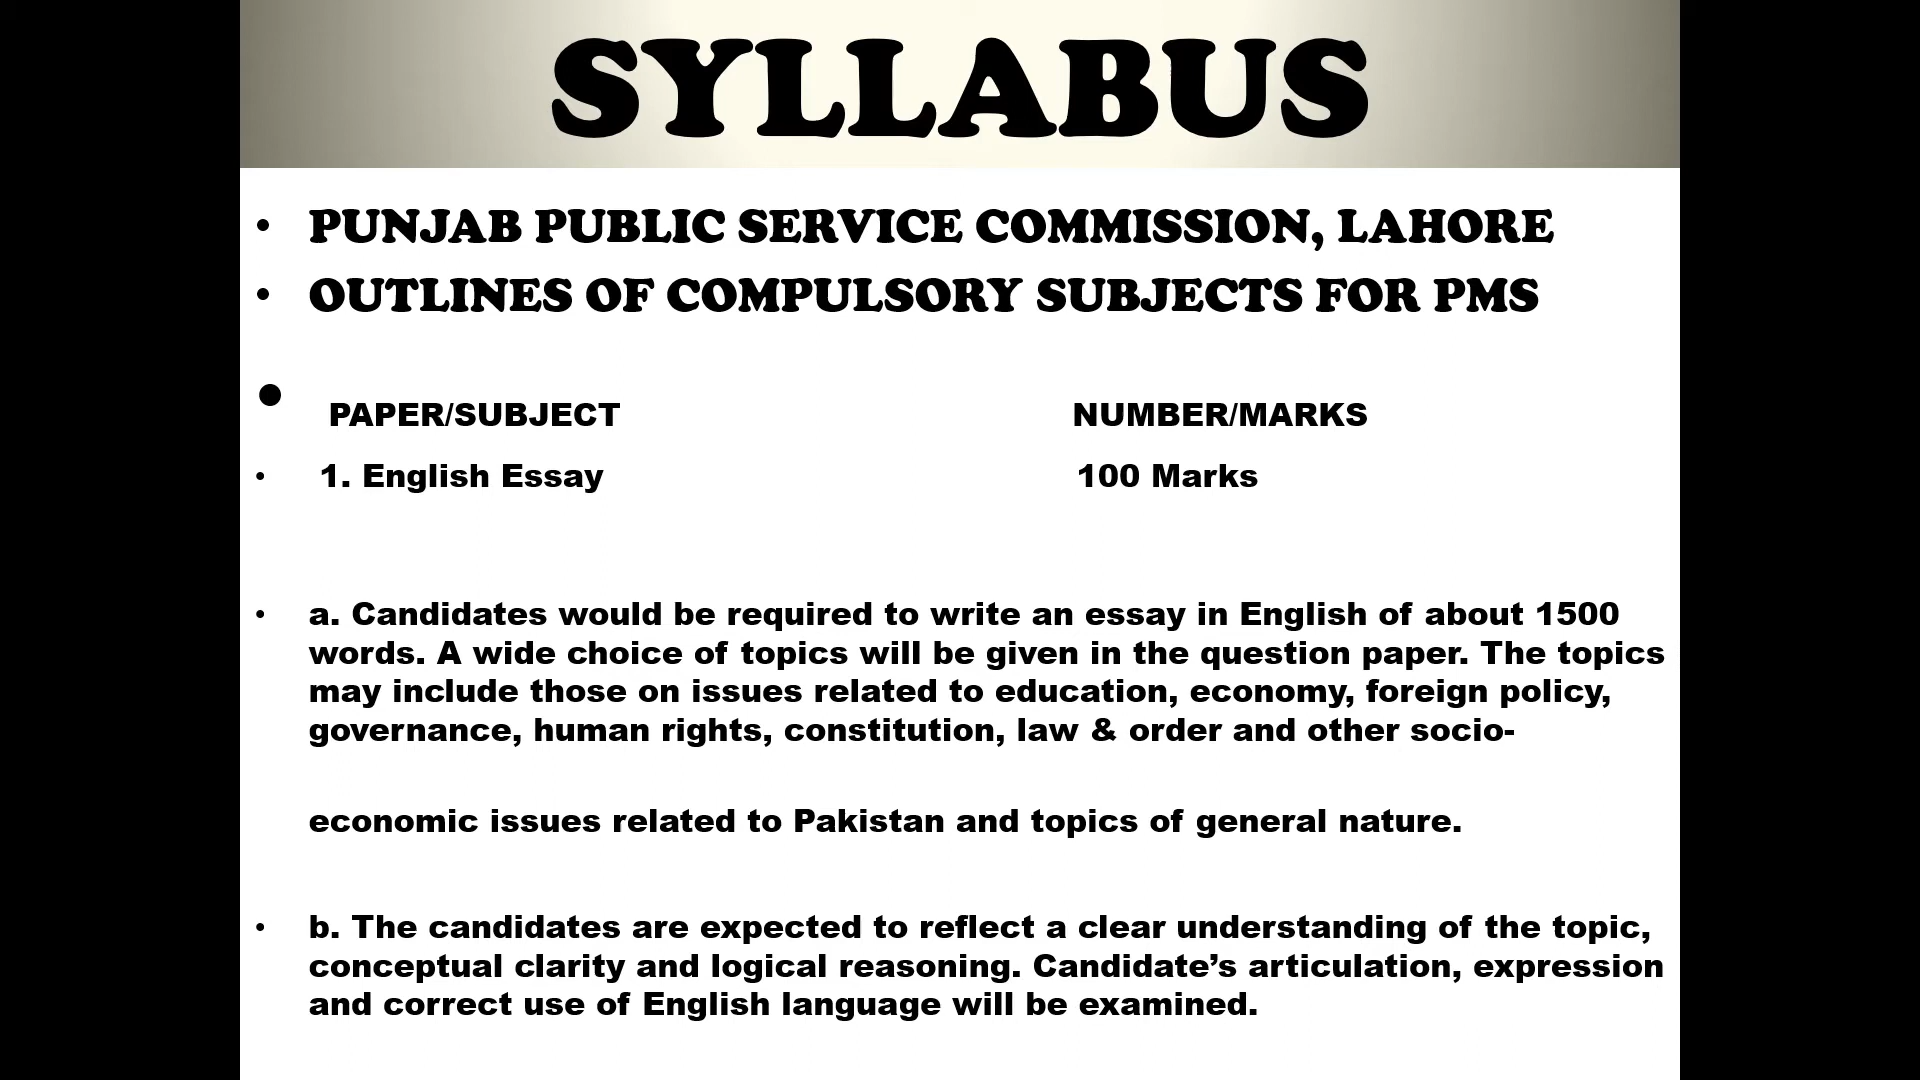 SYLLABUS
• PUNJAB PUBLIC SERVICE COMMISSION, LAHORE
• OUTLINES OF COMPULSORY SUBJECTS FOR PMS
• PAPER/SUBJECT NUMBER/MARKS
• 1. English Essay 100 Marks
• a. Candidates would be required to write an essay in English of about 1500
words. A wide choice of topics will be given in the question paper. The topics
may include those on issues related to education, economy, foreign policy,
governance, human rights, constitution, law & order and other socio-
economic issues related to Pakistan and topics of general nature.
• b. The candidates are expected to reflect a clear understanding of the topic,
conceptual clarity and logical reasoning. Candidate’s articulation, expression
and correct use of English language will be examined.